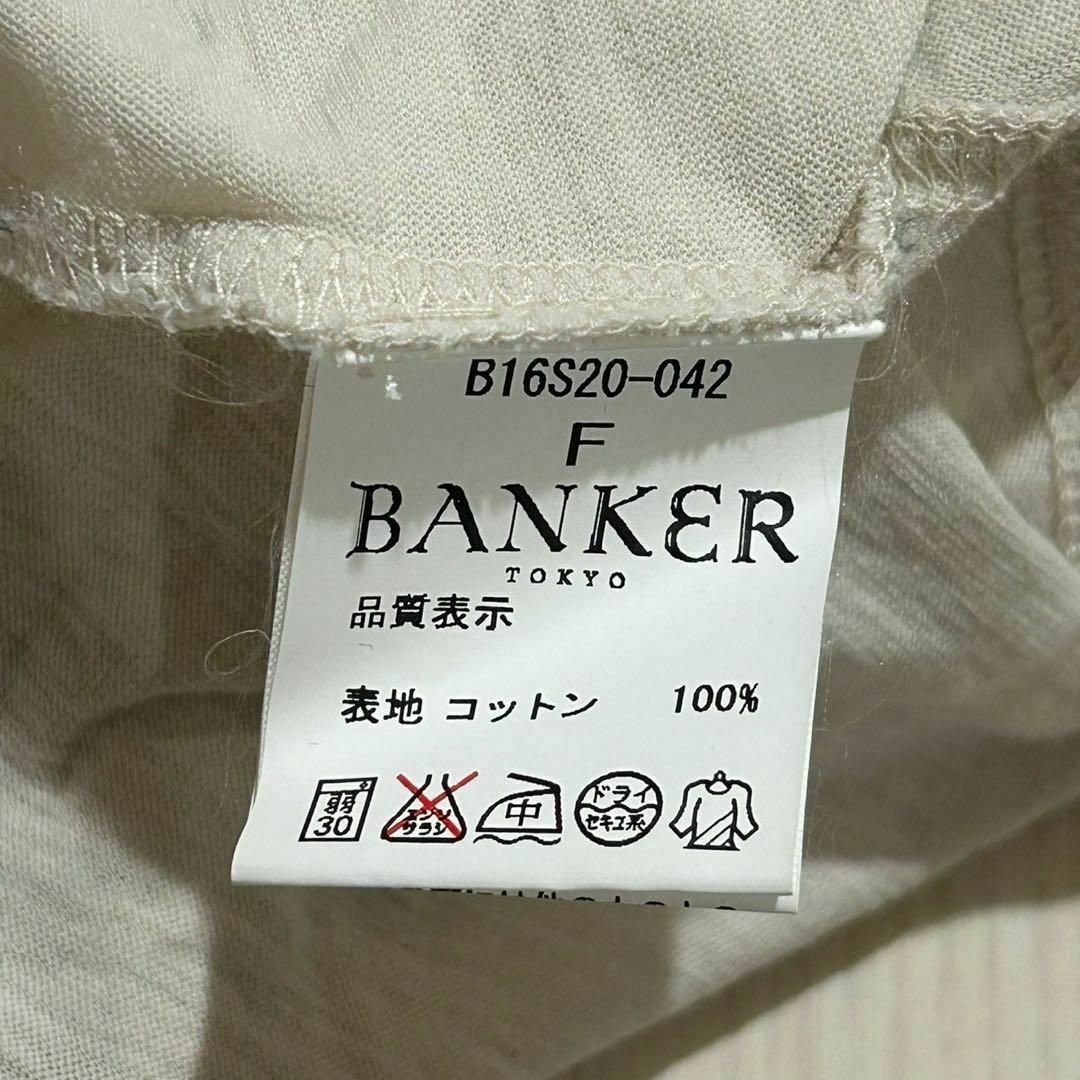 B16S20-042
F
BANKER
TOKYO
品質表示
表地 コットン 100%
弱 30 エンソ サラシ 中 ドライ セキユ系